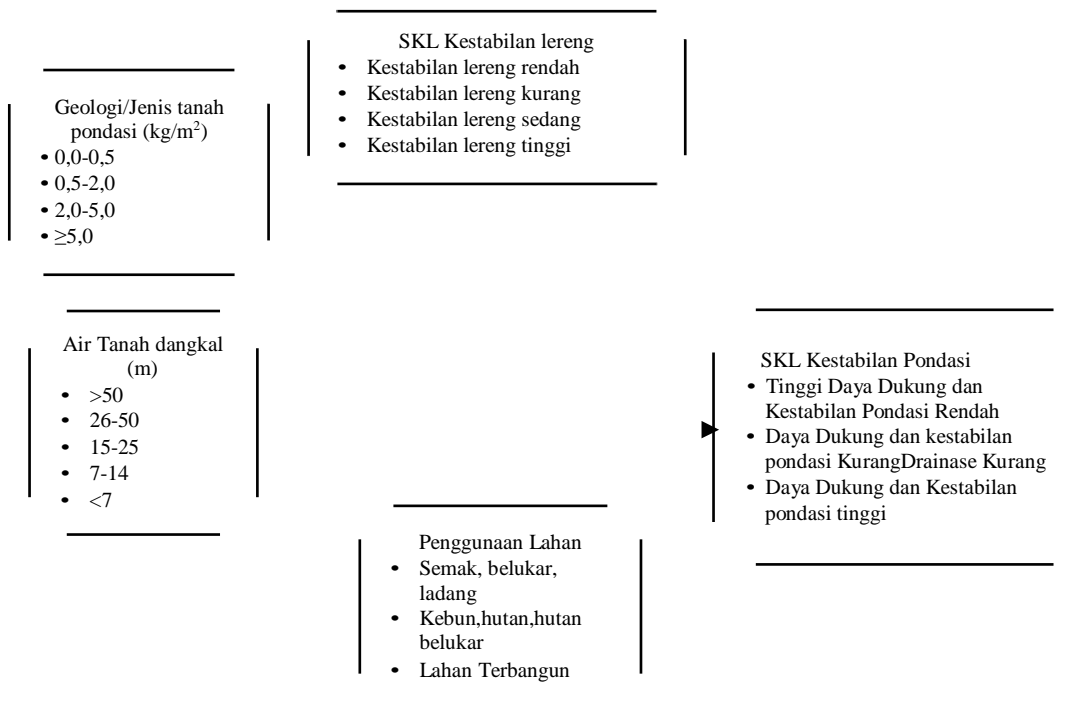 SKL Kestabilan lereng
• Kestabilan lereng rendah
• Kestabilan lereng kurang
• Kestabilan lereng sedang
• Kestabilan lereng tinggi
Geologi/Jenis tanah
pondasi (kg/m²)
• 0,0-0,5
• 0,5-2,0
• 2,0-5,0
• ≥5,0
Air Tanah dangkal
(m)
• >50
• 26-50
• 15-25
• 7-14
• <7
SKL Kestabilan Pondasi
• Tinggi Daya Dukung dan
Kestabilan Pondasi Rendah
• Daya Dukung dan kestabilan
pondasi KurangDrainase Kurang
• Daya Dukung dan Kestabilan
pondasi tinggi
Penggunaan Lahan
• Semak, belukar,
ladang
• Kebun,hutan,hutan
belukar
• Lahan Terbangun